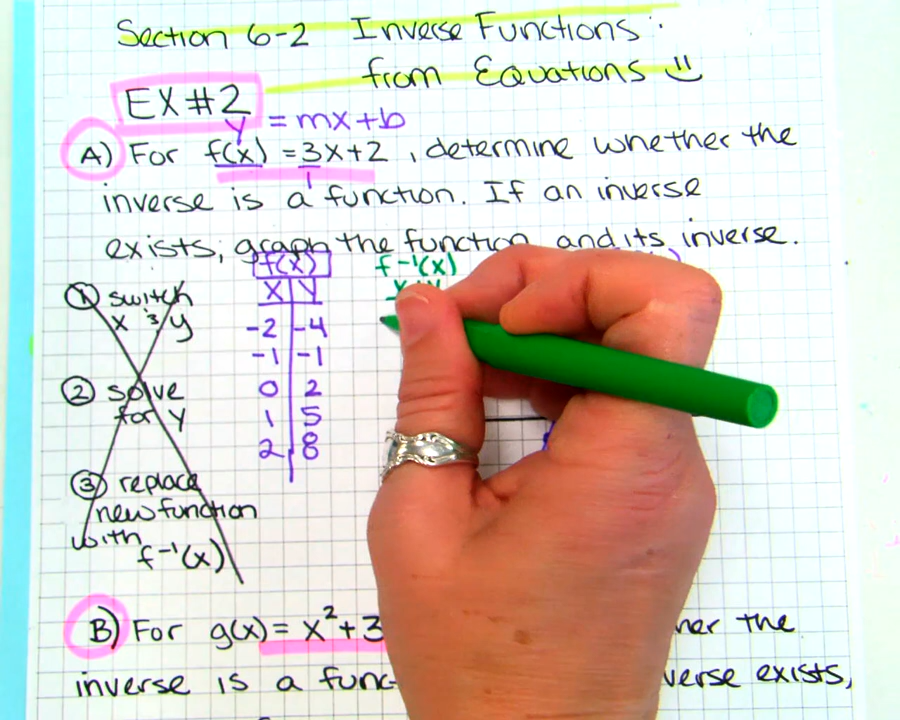 Section 6-2 Inverse Functions
from Equations
EX #2
y = mx+b
A) For f(x) = 3x+2, determine whether the
1
inverse is a function. If an inverse
exists, graph the function and its inverse.
f(x)
x y
-2 -4
-1 -1
0 2
1 5
2 8
f⁻¹(x)
x y
① switch
x & y
② solve
for y
③ replace
new function
with f⁻¹(x)
B) For g(x) = x² + 3
the
inverse is a
exists,